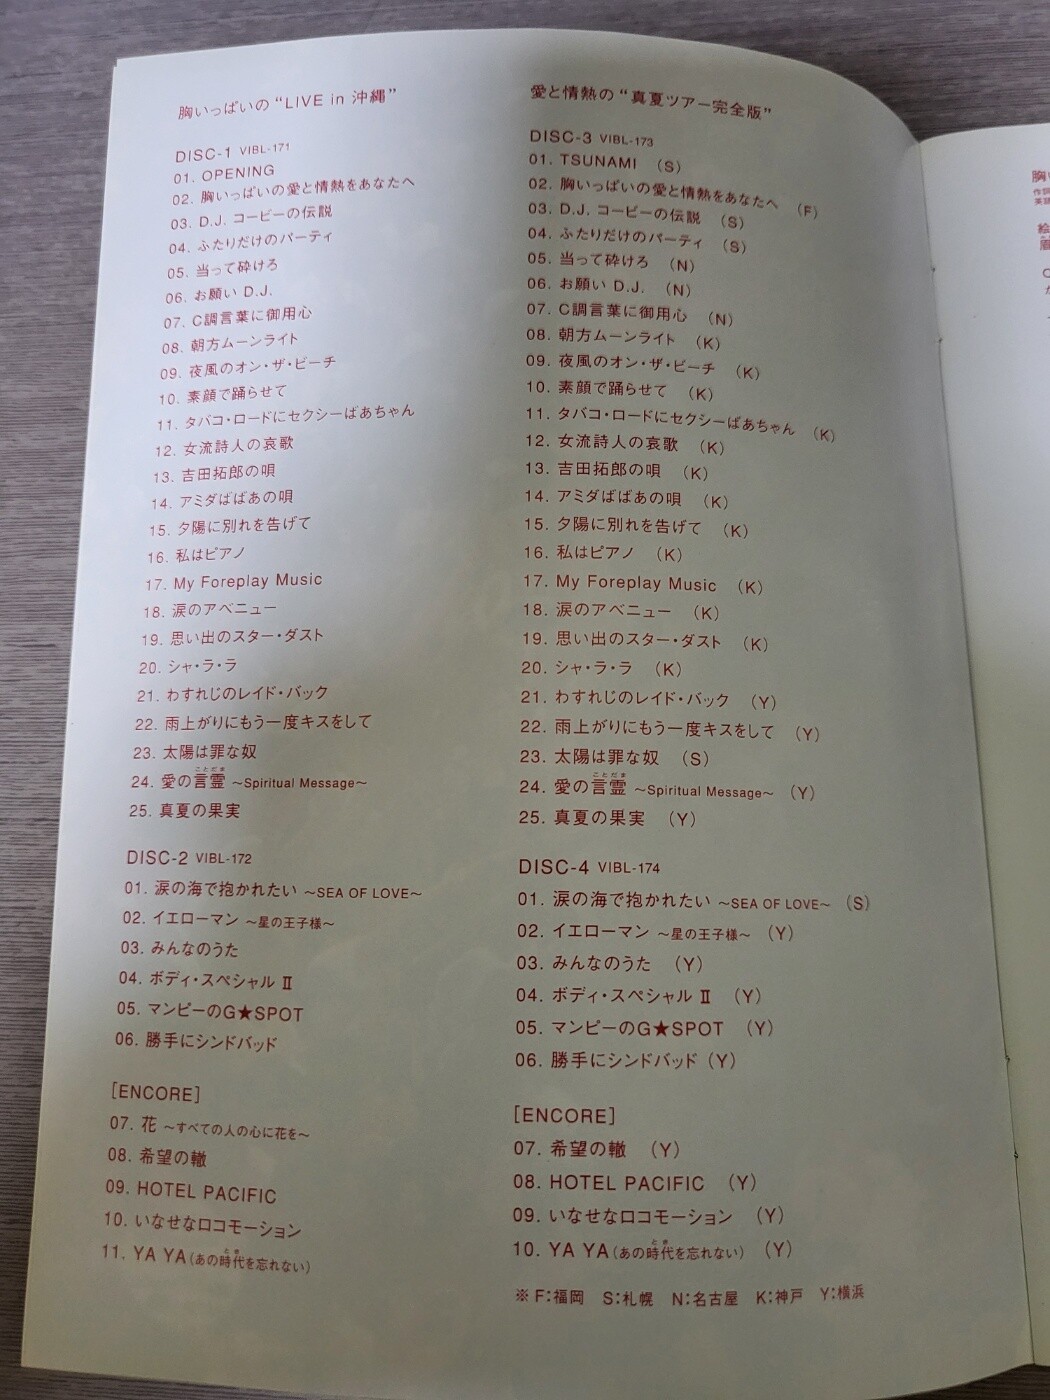 胸いっぱいの“LIVE in 沖縄”
DISC-1 VIBL-171
01. OPENING
02. 胸いっぱいの愛と情熱をあなたへ
03. D.J. コービーの伝説
04. ふたりだけのパーティ
05. 当って砕けろ
06. お願い D.J.
07. C調言葉に御用心
08. 朝方ムーンライト
09. 夜風のオン・ザ・ビーチ
10. 素顔で踊らせて
11. タバコ・ロードにセクシーばあちゃん
12. 女流詩人の哀歌
13. 吉田拓郎の唄
14. アミダばばあの唄
15. 夕陽に別れを告げて
16. 私はピアノ
17. My Foreplay Music
18. 涙のアベニュー
19. 思い出のスター・ダスト
20. シャ・ラ・ラ
21. わすれじのレイド・バック
22. 雨上がりにもう一度キスをして
23. 太陽は罪な奴
ことだま
24. 愛の言霊 ～Spiritual Message～
25. 真夏の果実
DISC-2 VIBL-172
01. 涙の海で抱かれたい ～SEA OF LOVE～
02. イエローマン ～星の王子様～
03. みんなのうた
04. ボディ・スペシャル II
05. マンピーのG★SPOT
06. 勝手にシンドバッド
[ENCORE]
07. 花 ～すべての人の心に花を～
08. 希望の轍
09. HOTEL PACIFIC
10. いなせなロコモーション
とき
11. YA YA(あの時代を忘れない)
愛と情熱の“真夏ツアー完全版”
DISC-3 VIBL-173
01. TSUNAMI (S)
02. 胸いっぱいの愛と情熱をあなたへ (F)
03. D.J. コービーの伝説 (S)
04. ふたりだけのパーティ (S)
05. 当って砕けろ (N)
06. お願い D.J. (N)
07. C調言葉に御用心 (N)
08. 朝方ムーンライト (K)
09. 夜風のオン・ザ・ビーチ (K)
10. 素顔で踊らせて (K)
11. タバコ・ロードにセクシーばあちゃん (K)
12. 女流詩人の哀歌 (K)
13. 吉田拓郎の唄 (K)
14. アミダばばあの唄 (K)
15. 夕陽に別れを告げて (K)
16. 私はピアノ (K)
17. My Foreplay Music (K)
18. 涙のアベニュー (K)
19. 思い出のスター・ダスト (K)
20. シャ・ラ・ラ (K)
21. わすれじのレイド・バック (Y)
22. 雨上がりにもう一度キスをして (Y)
23. 太陽は罪な奴 (S)
ことだま
24. 愛の言霊 ～Spiritual Message～ (Y)
25. 真夏の果実 (Y)
DISC-4 VIBL-174
01. 涙の海で抱かれたい ～SEA OF LOVE～ (S)
02. イエローマン ～星の王子様～ (Y)
03. みんなのうた (Y)
04. ボディ・スペシャル II (Y)
05. マンピーのG★SPOT (Y)
06. 勝手にシンドバッド (Y)
[ENCORE]
07. 希望の轍 (Y)
08. HOTEL PACIFIC (Y)
09. いなせなロコモーション (Y)
とき
10. YA YA(あの時代を忘れない) (Y)
※ F:福岡 S:札幌 N:名古屋 K:神戸 Y:横浜